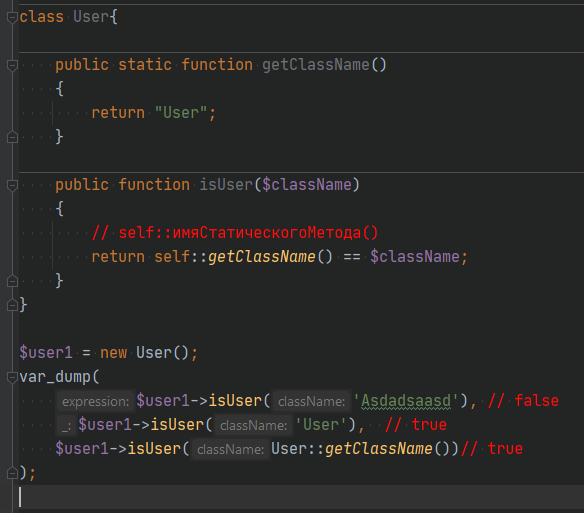 class User{
public static function getClassName()
{
return "User";
}
public function isUser($className)
{
// self::имяСтатическогоМетода()
return self::getClassName() == $className;
}
}
$user1 = new User();
var_dump(
expression: $user1->isUser( className: 'Asdadsaasd'), // false
_: $user1->isUser( className: 'User'), // true
$user1->isUser( className: User::getClassName())// true
);